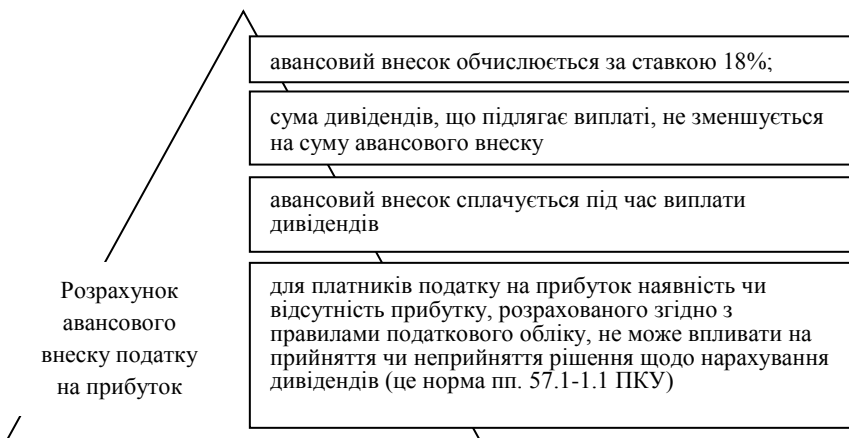 авансовий внесок обчислюється за ставкою 18%;
сума дивідендів, що підлягає виплаті, не зменшується
на суму авансового внеску
авансовий внесок сплачується під час виплати
дивідендів
Розрахунок
авансового
внеску податку
на прибуток
для платників податку на прибуток наявність чи
відсутність прибутку, розрахованого згідно з
правилами податкового обліку, не може впливати на
прийняття чи неприйняття рішення щодо нарахування
дивідендів (це норма пп. 57.1-1.1 ПКУ)